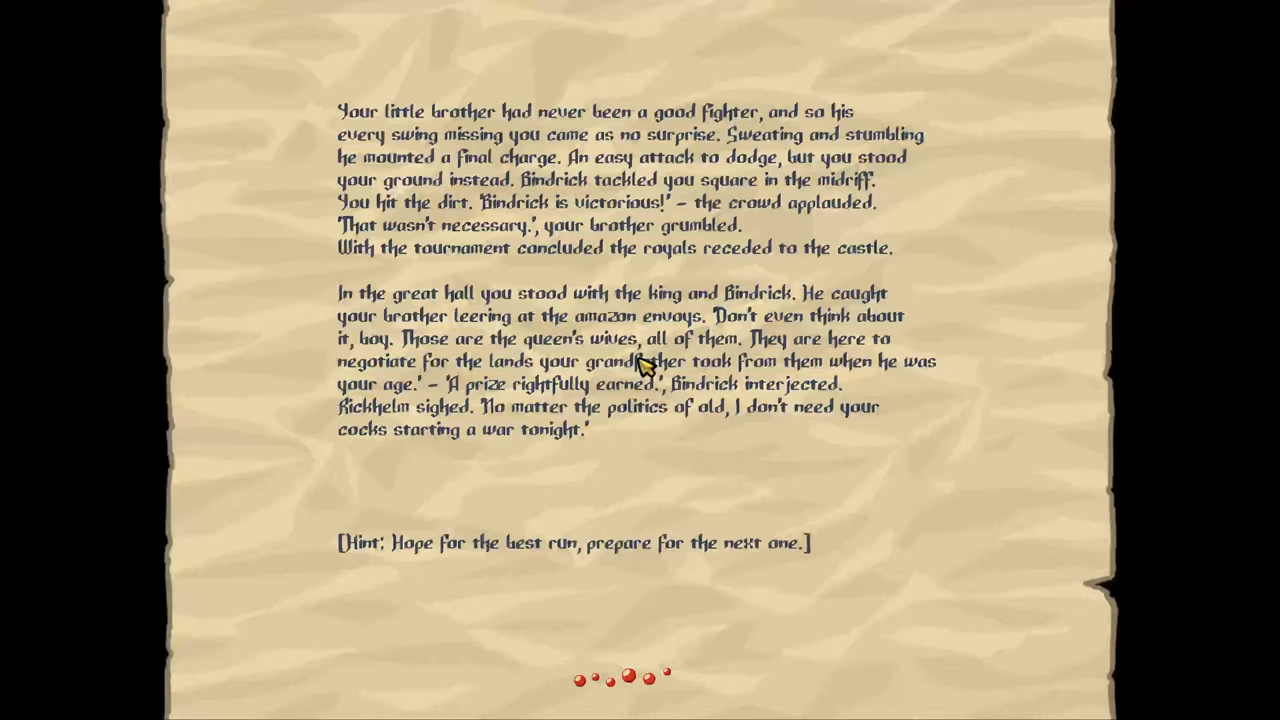 Your little brother had never been a good fighter, and so his
every swing missing you came as no surprise. Sweating and stumbling
he mounted a final charge. An easy attack to dodge, but you stood
your ground instead. Bindrick tackled you square in the midriff.
You hit the dirt. 'Bindrick is victorious!' - the crowd applauded.
'That wasn't necessary.', your brother grumbled.
With the tournament concluded the royals receded to the castle.
In the great hall you stood with the king and Bindrick. He caught
your brother leering at the amazon envoys. 'Don't even think about
it, boy. Those are the queen's wives, all of them. They are here to
negotiate for the lands your grandfather took from them when he was
your age.' - 'A prize rightfully earned.', Bindrick interjected.
Rickhelm sighed. 'No matter the politics of old, I don't need your
cocks starting a war tonight.'
[Hint: Hope for the best run, prepare for the next one.]